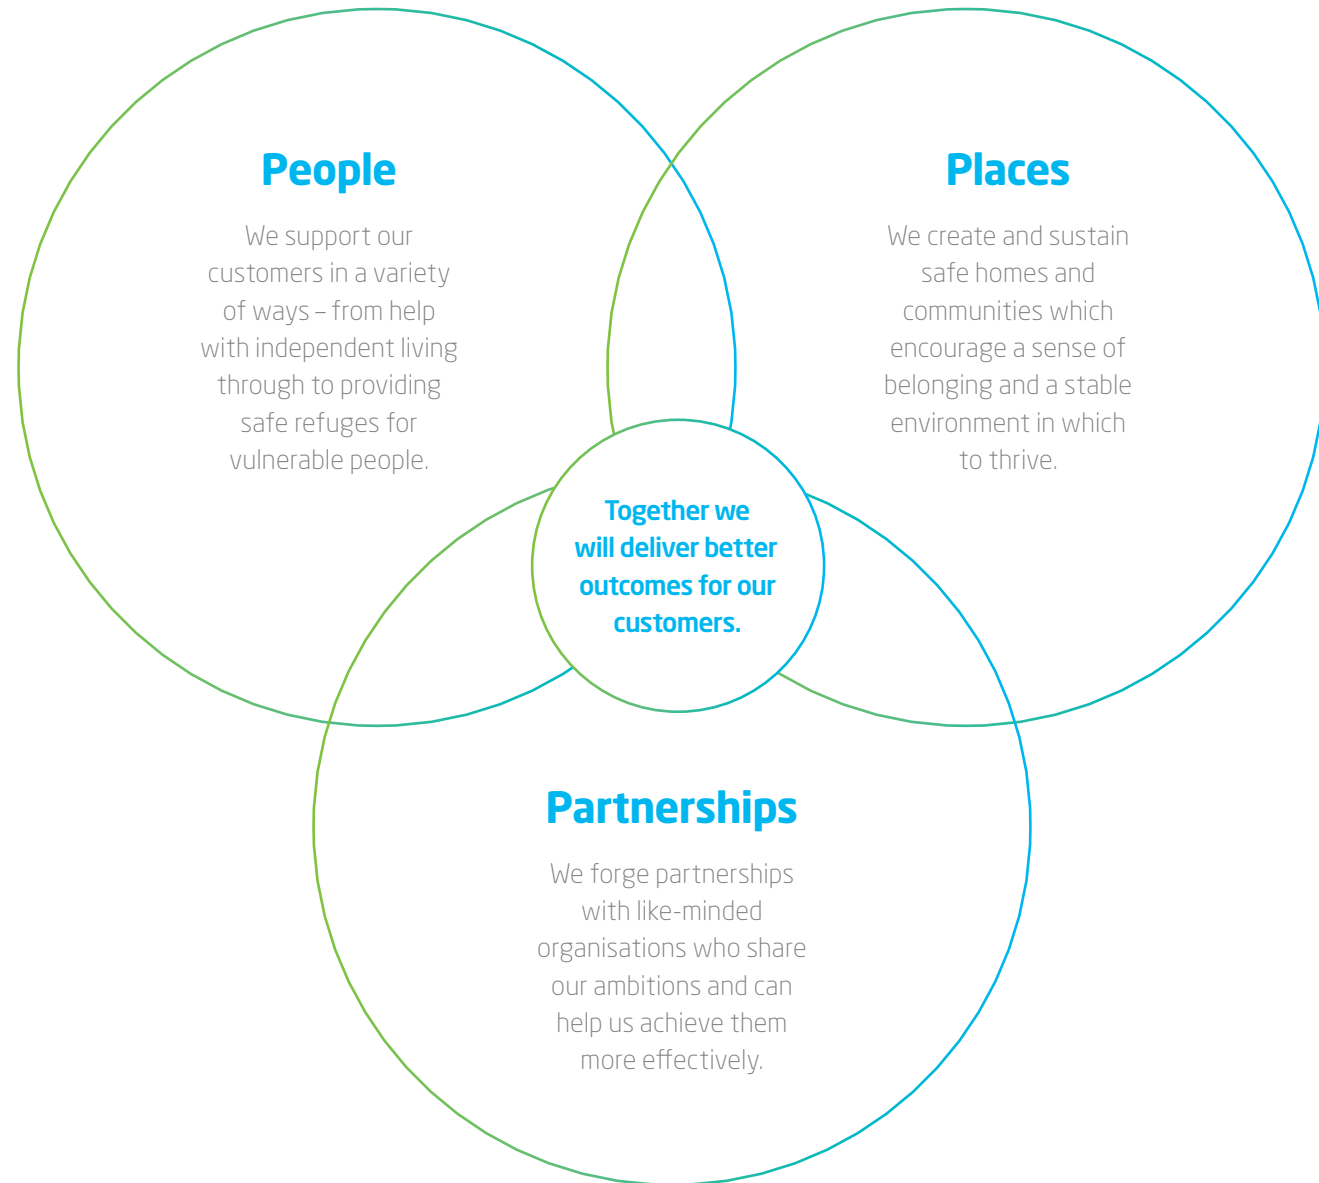 People
We support our
customers in a variety
of ways – from help
with independent living
through to providing
safe refuges for
vulnerable people.
Places
We create and sustain
safe homes and
communities which
encourage a sense of
belonging and a stable
environment in which
to thrive.
Together we
will deliver better
outcomes for our
customers.
Partnerships
We forge partnerships
with like-minded
organisations who share
our ambitions and can
help us achieve them
more effectively.